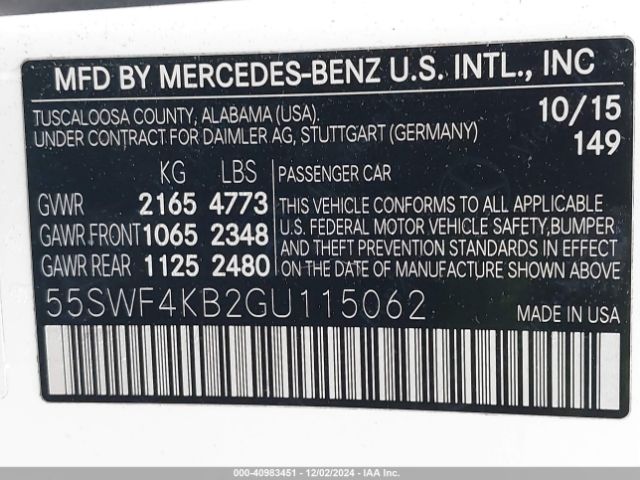 MFD BY MERCEDES-BENZ U.S. INTL., INC
TUSCALOOSA COUNTY, ALABAMA (USA). 10/15
UNDER CONTRACT FOR DAIMLER AG, STUTTGART (GERMANY) 149
KG LBS PASSENGER CAR
GVWR 2165 4773
GAWR FRONT 1065 2348
GAWR REAR 1125 2480
THIS VEHICLE CONFORMS TO ALL APPLICABLE
U.S. FEDERAL MOTOR VEHICLE SAFETY,BUMPER
AND THEFT PREVENTION STANDARDS IN EFFECT
ON THE DATE OF MANUFACTURE SHOWN ABOVE
55SWF4KB2GU115062 MADE IN USA
000-40983451 - 12/02/2024 - IAAI.COM